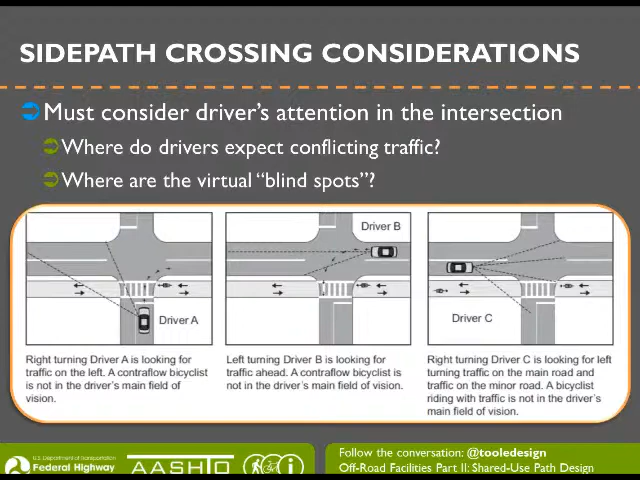 SIDEPATH CROSSING CONSIDERATIONS
Must consider driver's attention in the intersection
Where do drivers expect conflicting traffic?
Where are the virtual "blind spots"?
Driver A
Driver B
Driver C
Right turning Driver A is looking for
traffic on the left. A contraflow bicyclist
is not in the driver's main field of
vision.
Left turning Driver B is looking for
traffic ahead. A contraflow bicyclist is
not in the driver's main field of vision.
Right turning Driver C is looking for left
turning traffic on the main road and
traffic on the minor road. A bicyclist
riding with traffic is not in the driver's
main field of vision.
U.S. Department of Transportation
Federal Highway
AASHTO
Follow the conversation: @tooledesign
Off-Road Facilities Part II: Shared-Use Path Design